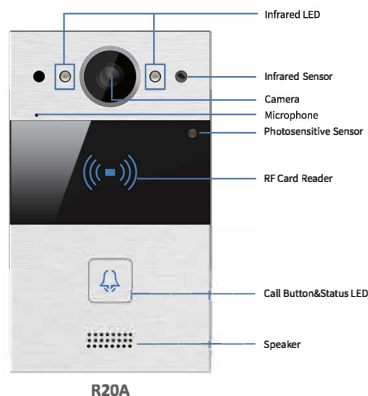 Infrared LED
Infrared Sensor
Camera
Microphone
Photosensitive Sensor
RF Card Reader
Call Button&Status LED
Speaker
R20A